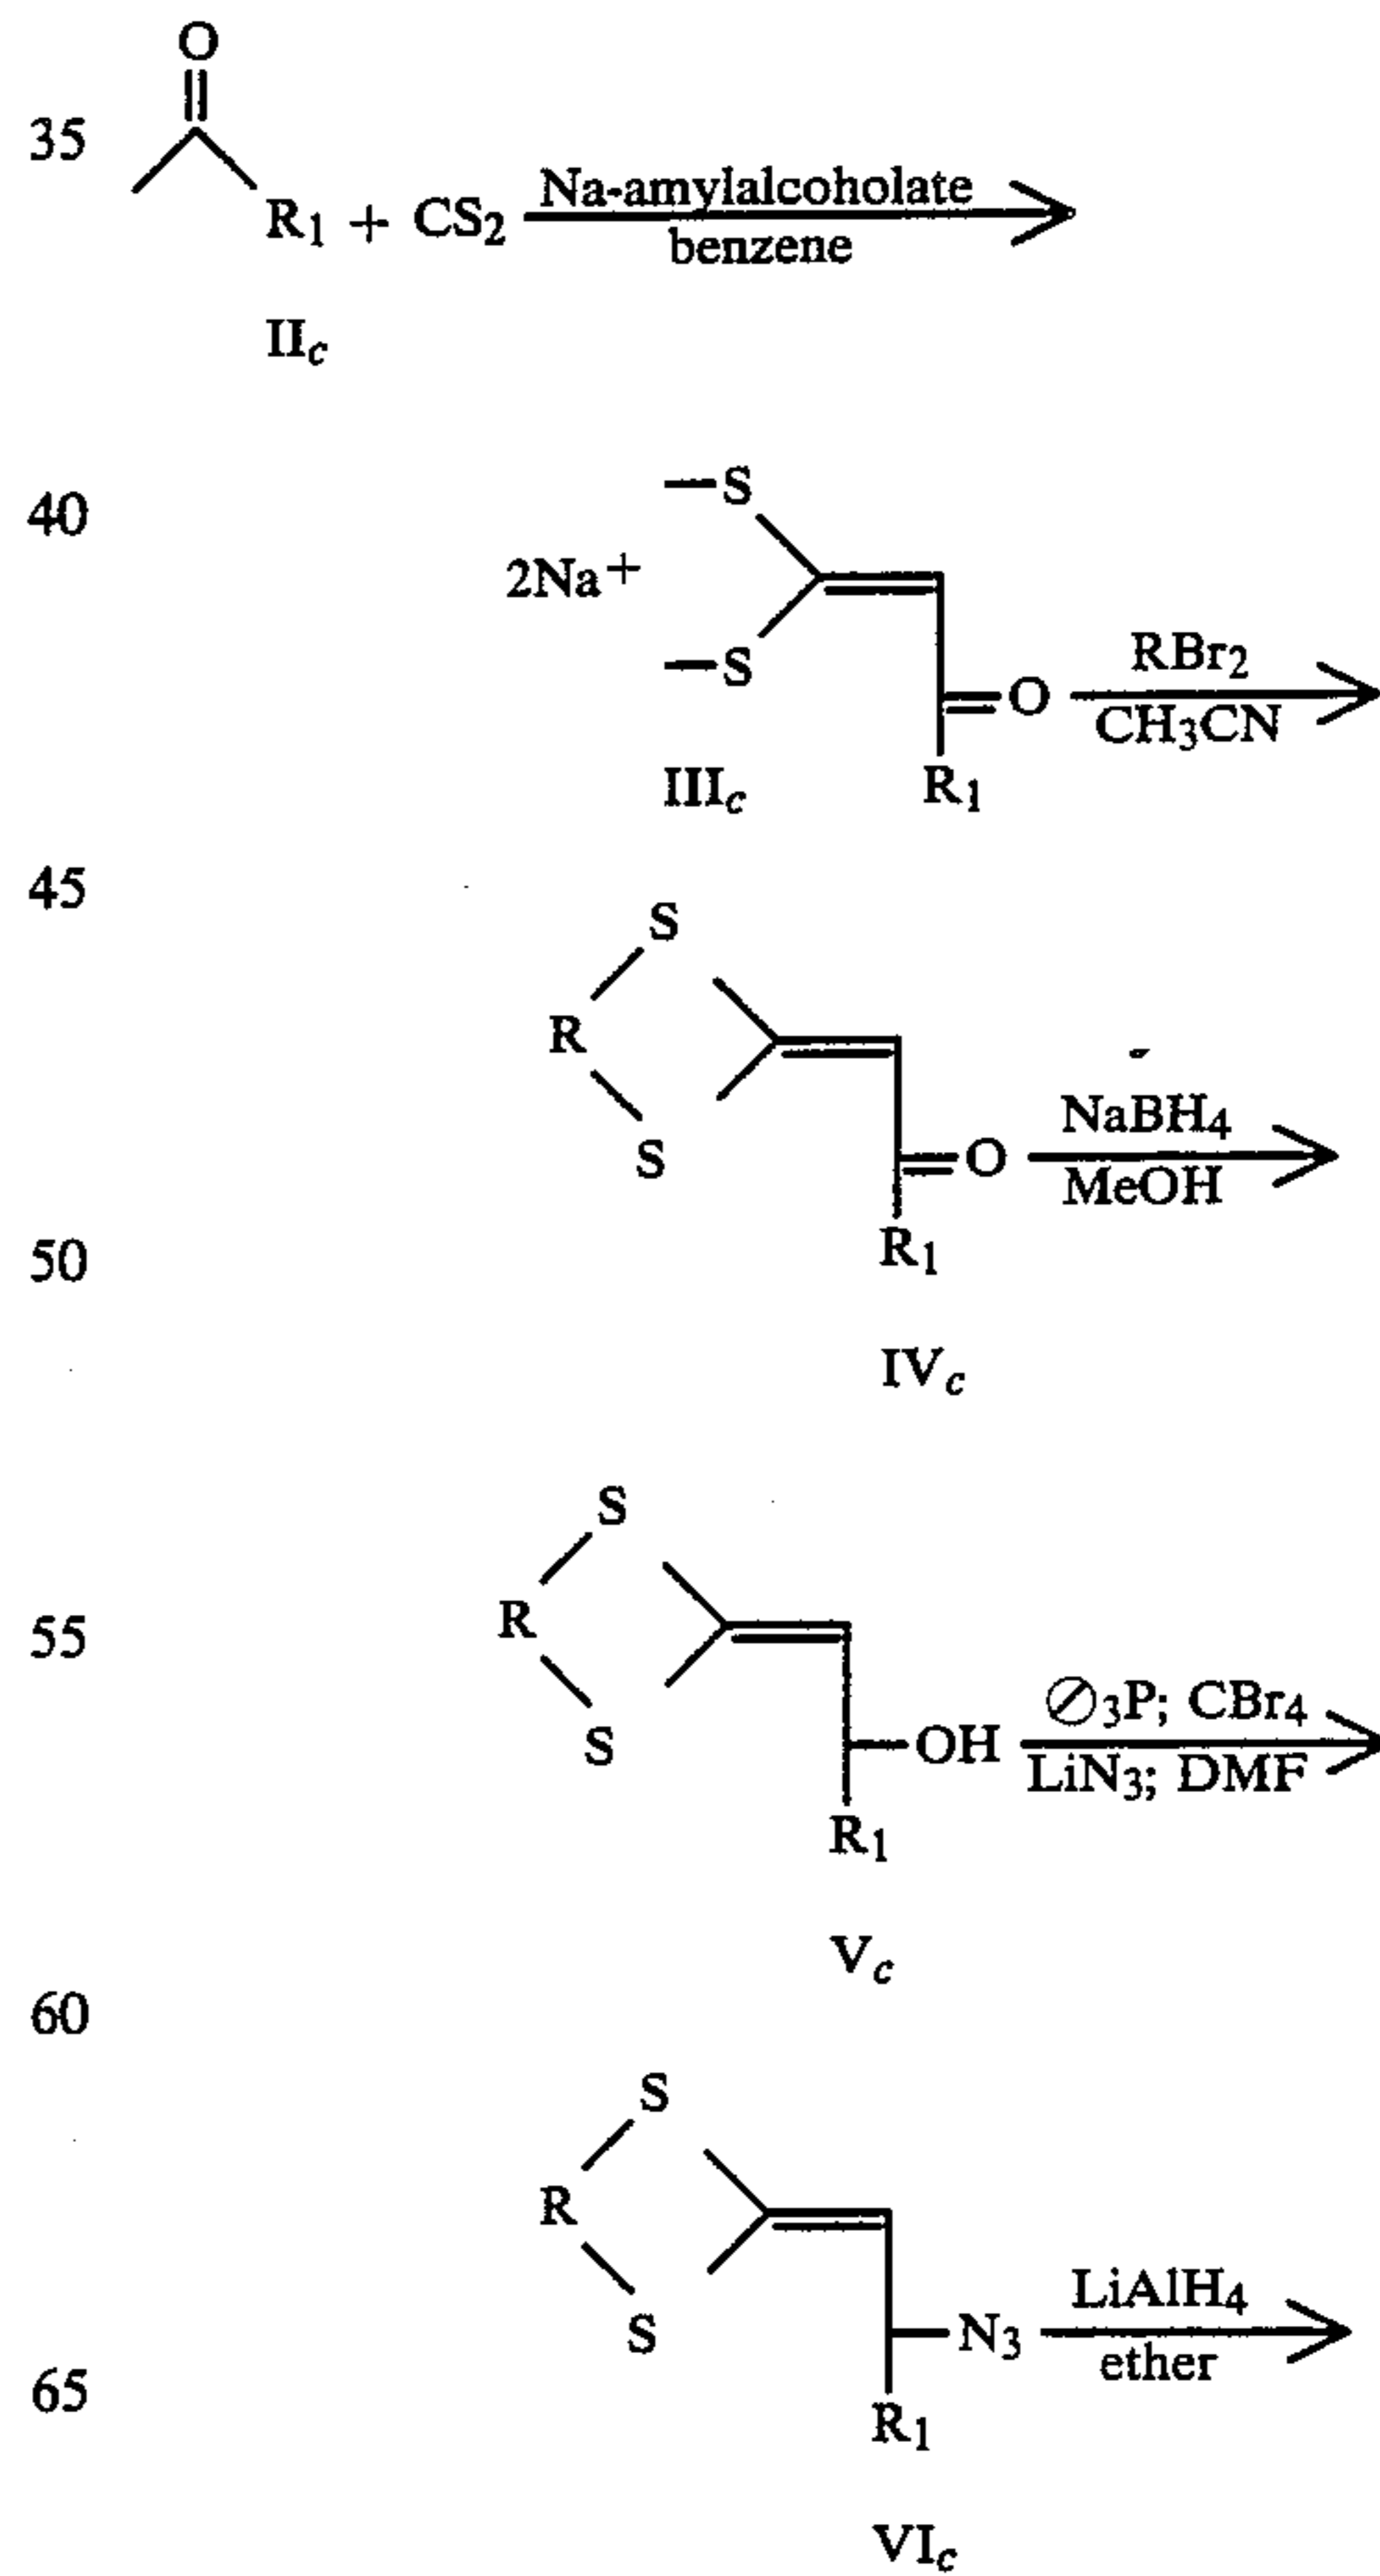 O
35
R1 + CS2 Na-amylalcoholate
benzene
IIc
40
−S
2Na+
−S
O
RBr2
CH3CN
IIIc
R1
45
S
R
S
O
NaBH4
MeOH
R1
50
IVc
S
55
R
S
OH
∅3P; CBr4
LiN3; DMF
R1
Vc
60
S
R
S
N3
LiAlH4
ether
65
R1
VIc